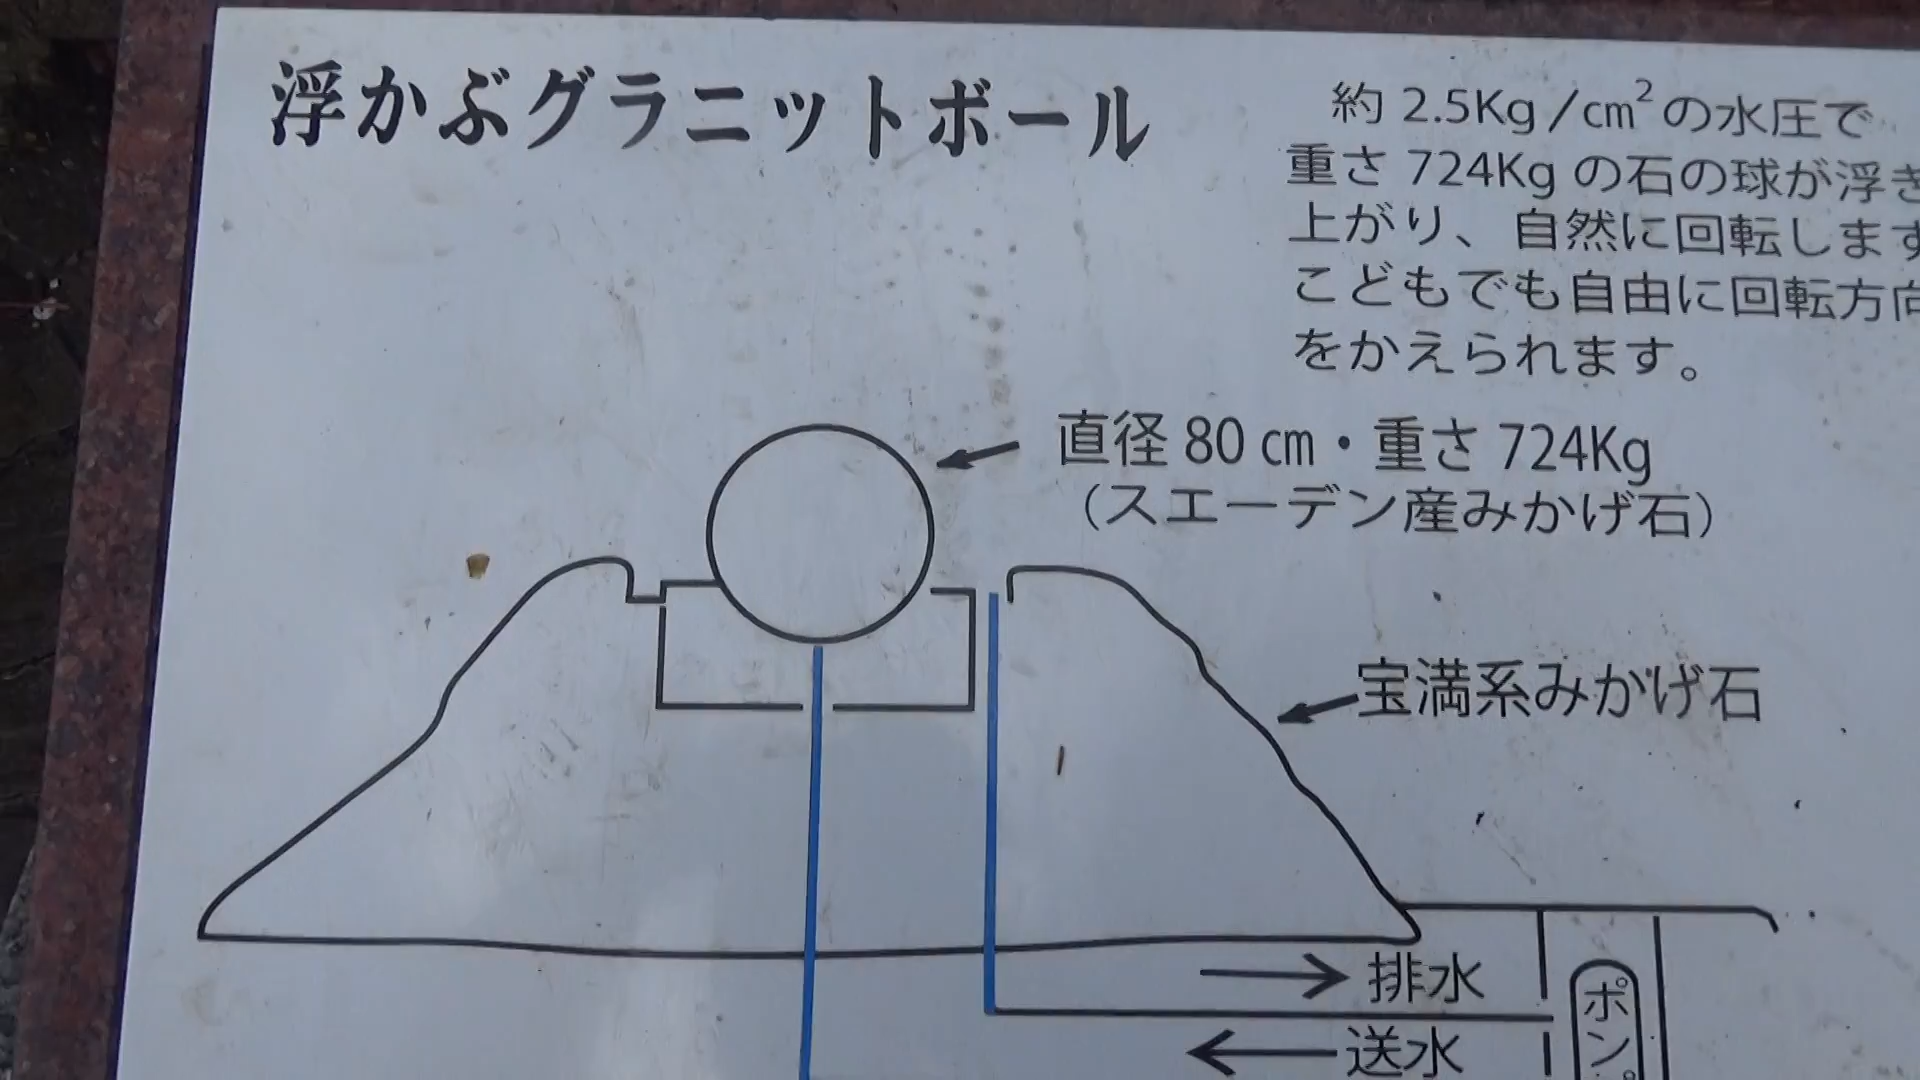 浮かぶグラニットボール
約 2.5Kg/cm²の水圧で
重さ 724Kg の石の球が浮き
上がり、自然に回転します
こどもでも自由に回転方向
をかえられます。
直径 80 cm・重さ 724Kg
（スエーデン産みかげ石）
宝満系みかげ石
排水
送水
ポン